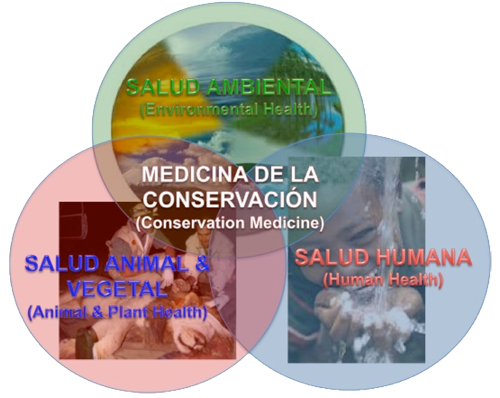 SALUD AMBIENTAL
(Environmental Health)
MEDICINA DE LA
CONSERVACIÓN
(Conservation Medicine)
SALUD ANIMAL &
VEGETAL
(Animal & Plant Health)
SALUD HUMANA
(Human Health)